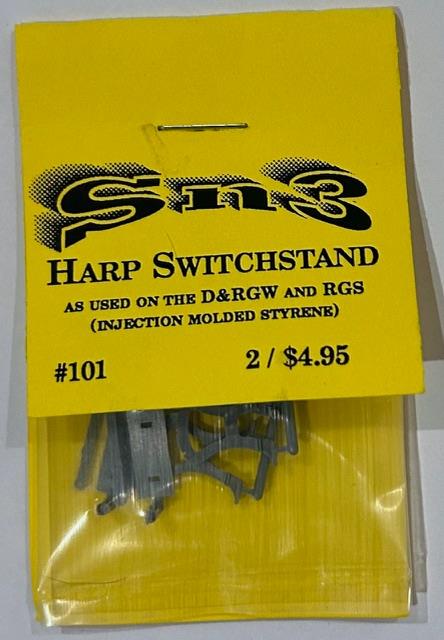 Sn3
HARP SWITCHSTAND
AS USED ON THE D&RGW AND RGS
(INJECTION MOLDED STYRENE)
#101 2 / $4.95